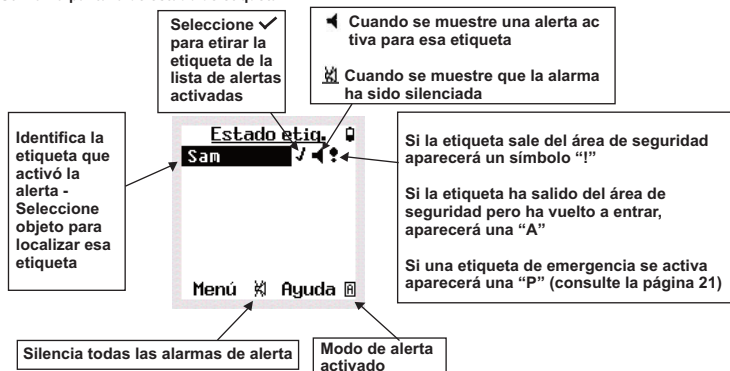 Seleccione ✓
para etirar la
etiqueta de la
lista de alertas
activadas
Cuando se muestre una alerta ac
tiva para esa etiqueta
Cuando se muestre que la alarma
ha sido silenciada
Identifica la
etiqueta que
activó la
alerta -
Seleccione
objeto para
localizar esa
etiqueta
Estado etiq.
Sam
Menú Ayuda A
Si la etiqueta sale del área de seguridad
aparecerá un símbolo “!”
Si la etiqueta ha salido del área de
seguridad pero ha vuelto a entrar,
aparecerá una “A”
Si una etiqueta de emergencia se activa
aparecerá una “P” (consulte la página 21)
Silencia todas las alarmas de alerta
Modo de alerta
activado